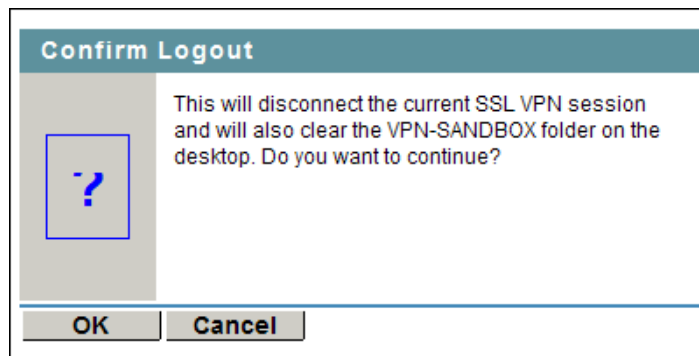 Confirm Logout
This will disconnect the current SSL VPN session
and will also clear the VPN-SANDBOX folder on the
desktop. Do you want to continue?
?
OK Cancel